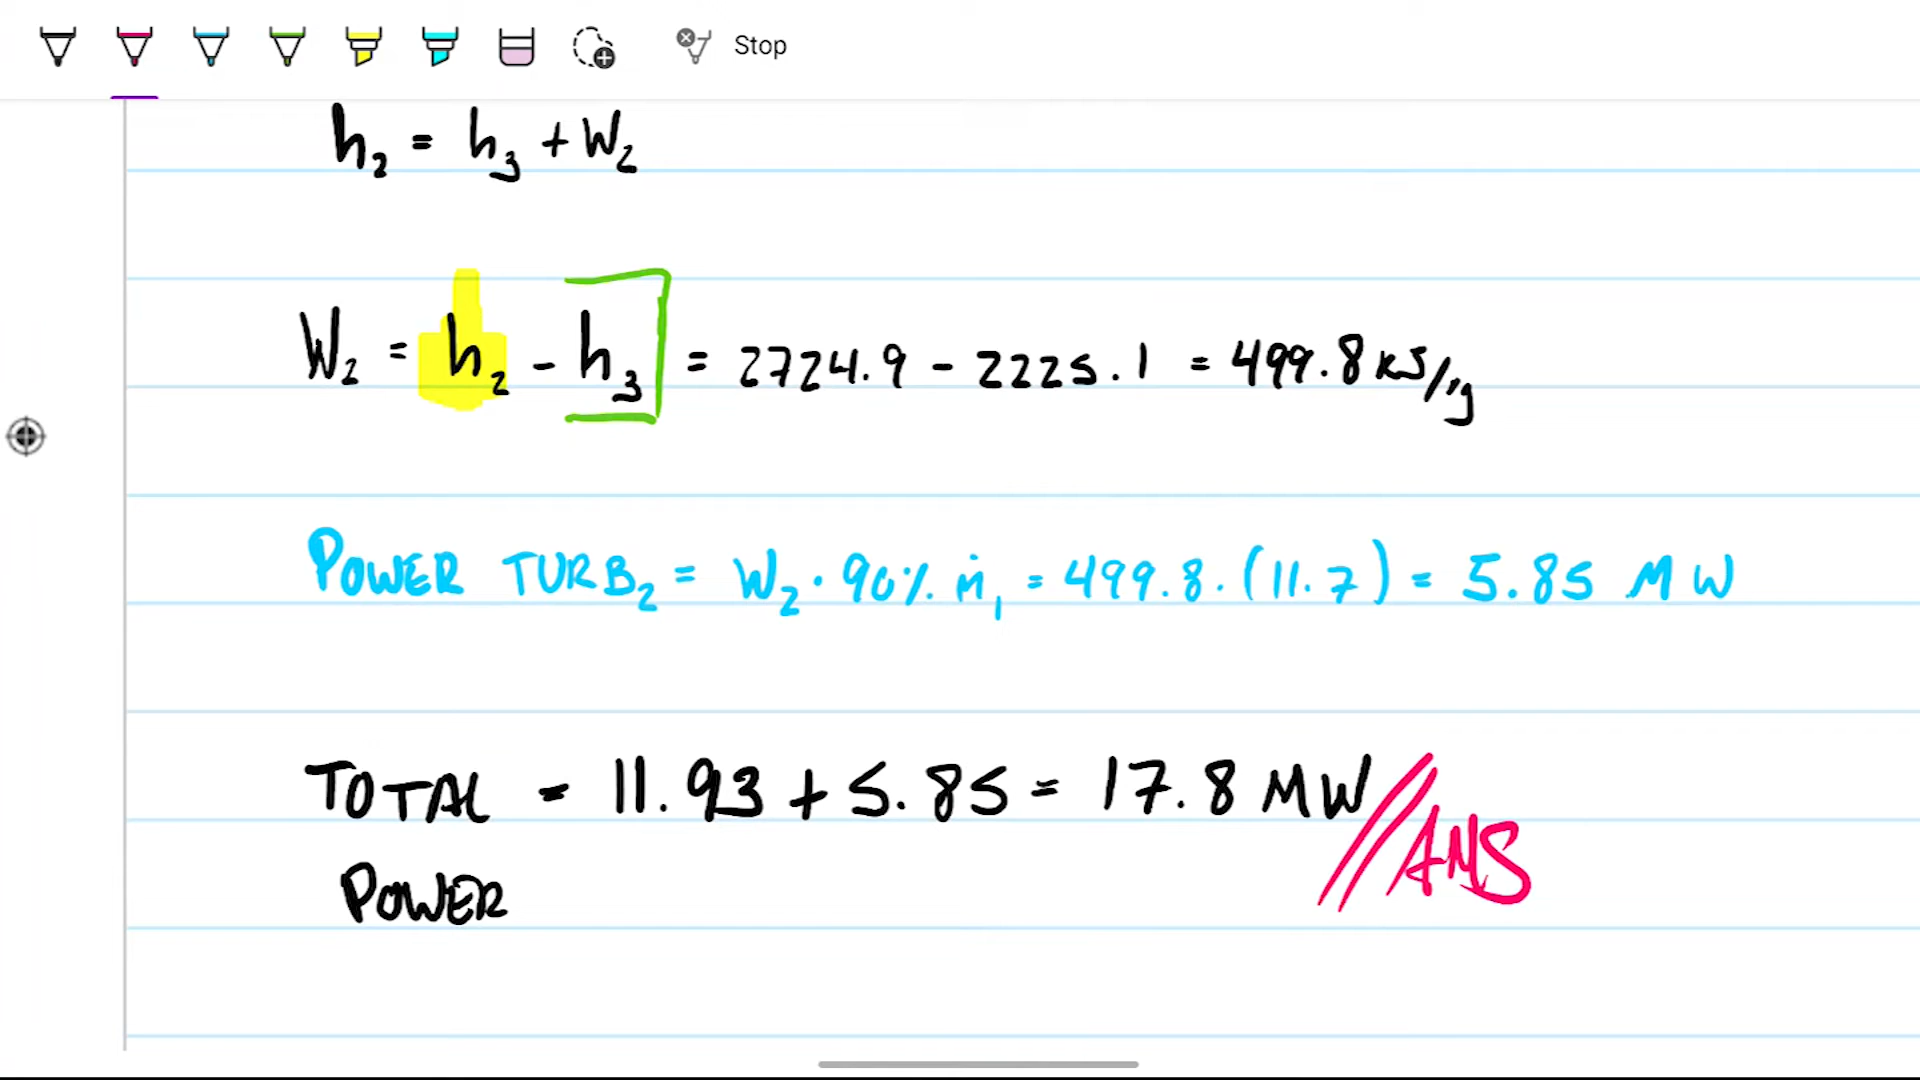 Stop
h₂ = h₃ + W₂
W₂ = h₂ - h₃ = 2724.9 - 2225.1 = 499.8 kJ/kg
POWER TURB₂ = W₂ · 90% ṁ₁ = 499.8 · (11.7) = 5.85 MW
TOTAL = 11.93 + 5.85 = 17.8 MW // ANS
POWER